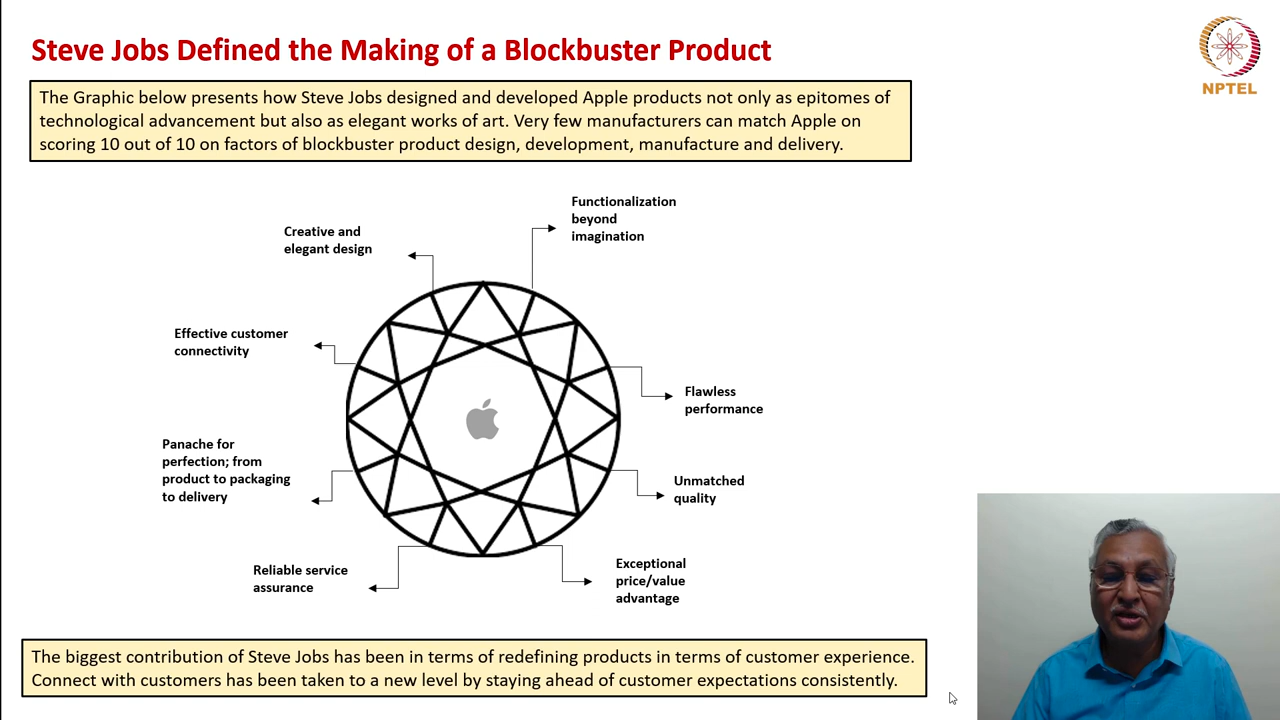 Steve Jobs Defined the Making of a Blockbuster Product
NPTEL
The Graphic below presents how Steve Jobs designed and developed Apple products not only as epitomes of
technological advancement but also as elegant works of art. Very few manufacturers can match Apple on
scoring 10 out of 10 on factors of blockbuster product design, development, manufacture and delivery.
Functionalization
beyond
imagination
Creative and
elegant design
Effective customer
connectivity
Flawless
performance
Panache for
perfection; from
product to packaging
to delivery
Unmatched
quality
Reliable service
assurance
Exceptional
price/value
advantage
The biggest contribution of Steve Jobs has been in terms of redefining products in terms of customer experience.
Connect with customers has been taken to a new level by staying ahead of customer expectations consistently.